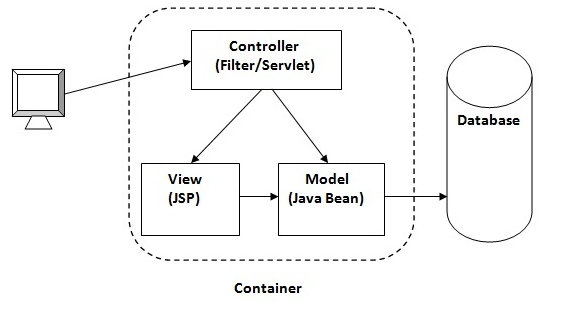 Controller
(Filter/Servlet)
Database
View
(JSP)
Model
(Java Bean)
Container